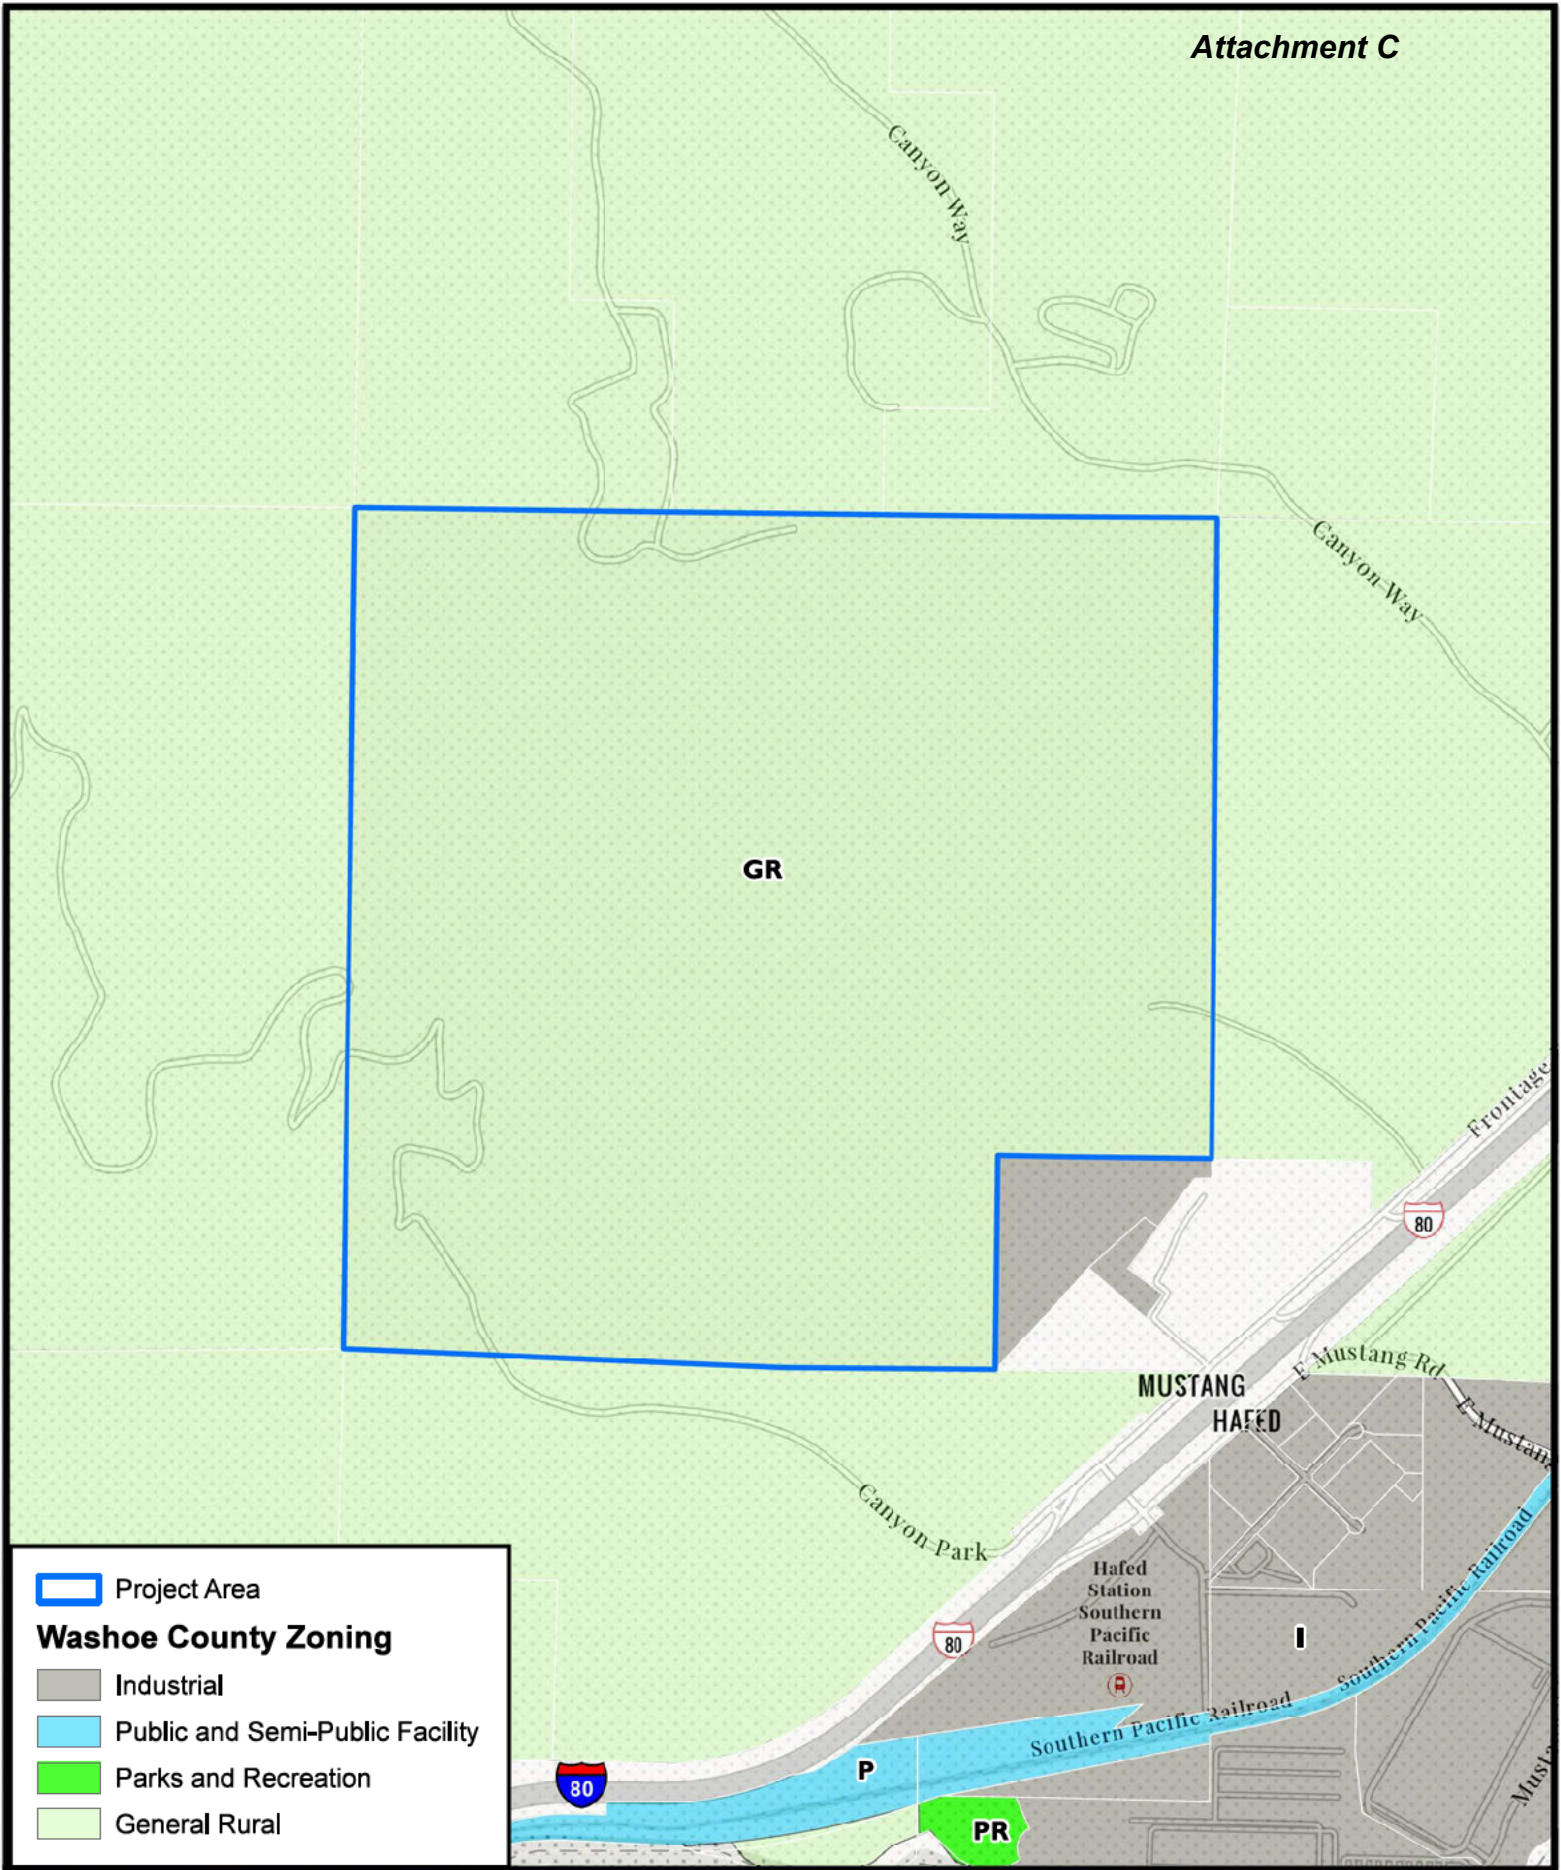 Attachment C
Canyon Way
Canyon Way
GR
Frontage
80
E Mustang Rd
MUSTANG
HAFED
E Mustang
Canyon Park
Hafed
Station
Southern
Pacific
Railroad
80
I
Southern Pacific Railroad
Southern Pacific Railroad
P
80
PR
Project Area
Washoe County Zoning
Industrial
Public and Semi-Public Facility
Parks and Recreation
General Rural